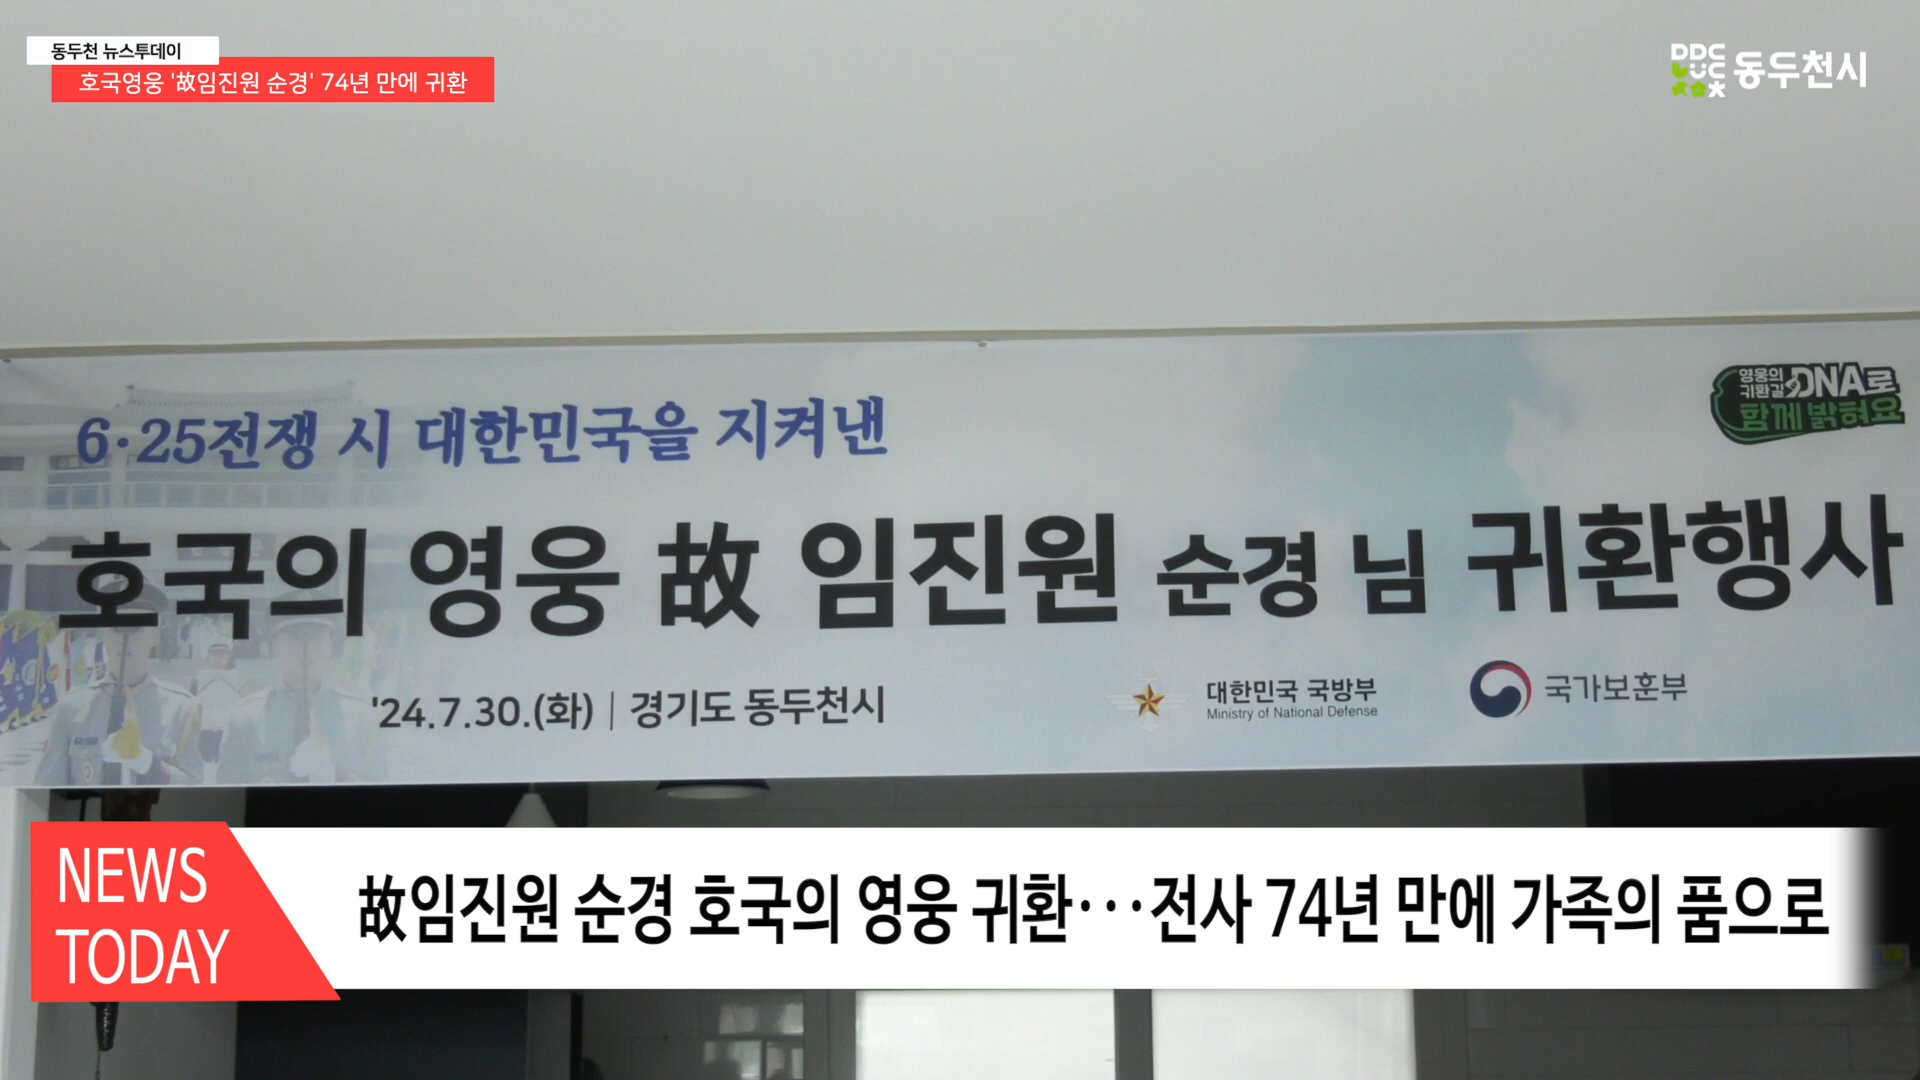 동두천 뉴스투데이
호국영웅 '故임진원 순경' 74년 만에 귀환
동두천시
영웅의
귀환길 DNA로
함께 밝혀요
6·25전쟁 시 대한민국을 지켜낸
호국의 영웅 故 임진원 순경 님 귀환행사
'24.7.30.(화) | 경기도 동두천시
대한민국 국방부
Ministry of National Defense
국가보훈부
NEWS
TODAY
故임진원 순경 호국의 영웅 귀환···전사 74년 만에 가족의 품으로